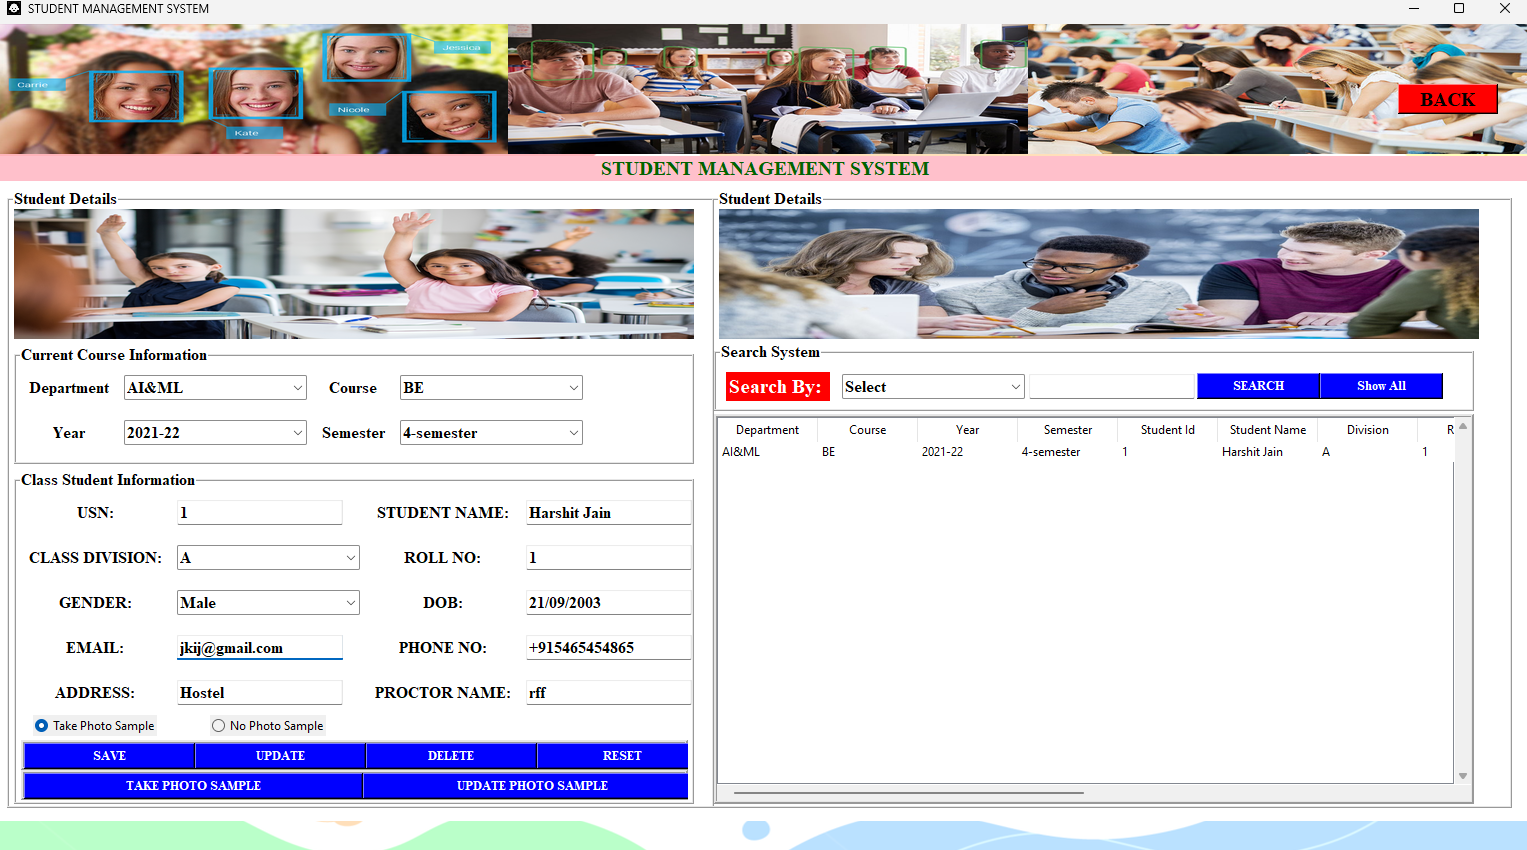 STUDENT MANAGEMENT SYSTEM
Jessica
Carrie
Nicole
Kate
BACK
STUDENT MANAGEMENT SYSTEM
Student Details
Current Course Information
Department AI&ML Course BE
Year 2021-22 Semester 4-semester
Class Student Information
USN: 1 STUDENT NAME: Harshit Jain
CLASS DIVISION: A ROLL NO: 1
GENDER: Male DOB: 21/09/2003
EMAIL: jkij@gmail.com PHONE NO: +915465454865
ADDRESS: Hostel PROCTOR NAME: rff
Take Photo Sample No Photo Sample
SAVE UPDATE DELETE RESET
TAKE PHOTO SAMPLE UPDATE PHOTO SAMPLE
Student Details
Search System
Search By: Select SEARCH Show All
Department Course Year Semester Student Id Student Name Division R
AI&ML BE 2021-22 4-semester 1 Harshit Jain A 1